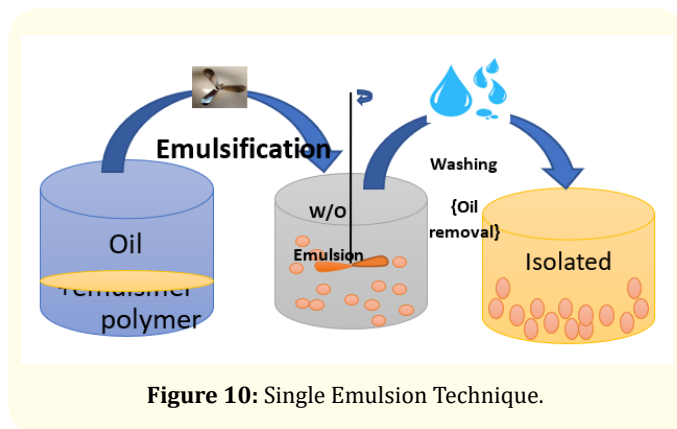 Emulsification
Oil
polymer
W/O
Emulsion
Washing
{Oil
removal}
Isolated
Figure 10: Single Emulsion Technique.